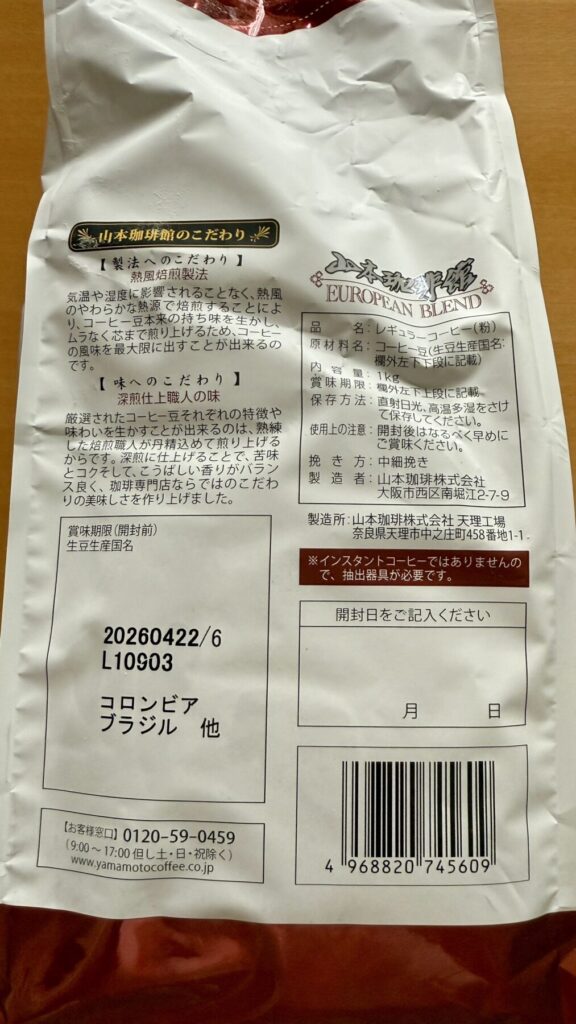 山本珈琲館のこだわり
【 製法へのこだわり 】
熱風焙煎製法
気温や湿度に影響されることなく、熱風
のやわらかな熱源で焙煎することによ
り、コーヒー豆本来の持ち味を生かし、
ムラなく芯まで煎り上げるため、コーヒー
の風味を最大限に出すことが出来るの
です。
【 味へのこだわり 】
深煎仕上職人の味
厳選されたコーヒー豆それぞれの特徴や
味わいを生かすことが出来るのは、熟練
した焙煎職人が丹精込めて煎り上げる
からです。深煎に仕上げることで、苦味
とコクそして、こうばしい香りがバラン
ス良く、珈琲専門店ならではのこだわり
の美味しさを作り上げました。
賞味期限(開封前)
生豆生産国名
20260422/6
L10903
コロンビア
ブラジル 他
【お客様窓口】0120-59-0459
(9:00〜17:00 但し土・日・祝除く)
www.yamamotocoffee.co.jp
山本珈琲館
EUROPEAN BLEND
品名:レギュラーコーヒー(粉)
原材料名:コーヒー豆(生豆生産国名:
欄外左下下段に記載)
内容量:1kg
賞味期限:欄外左下上段に記載
保存方法:直射日光、高温多湿をさけ
て保存してください。
使用上の注意:開封後はなるべく早めに
ご賞味ください。
挽き方:中細挽き
製造者:山本珈琲株式会社
大阪市西区南堀江2-7-9
製造所:山本珈琲株式会社 天理工場
奈良県天理市中之庄町458番地1-1
※インスタントコーヒーではありませんの
で、抽出器具が必要です。
開封日をご記入ください
月 日
4 968820 745609